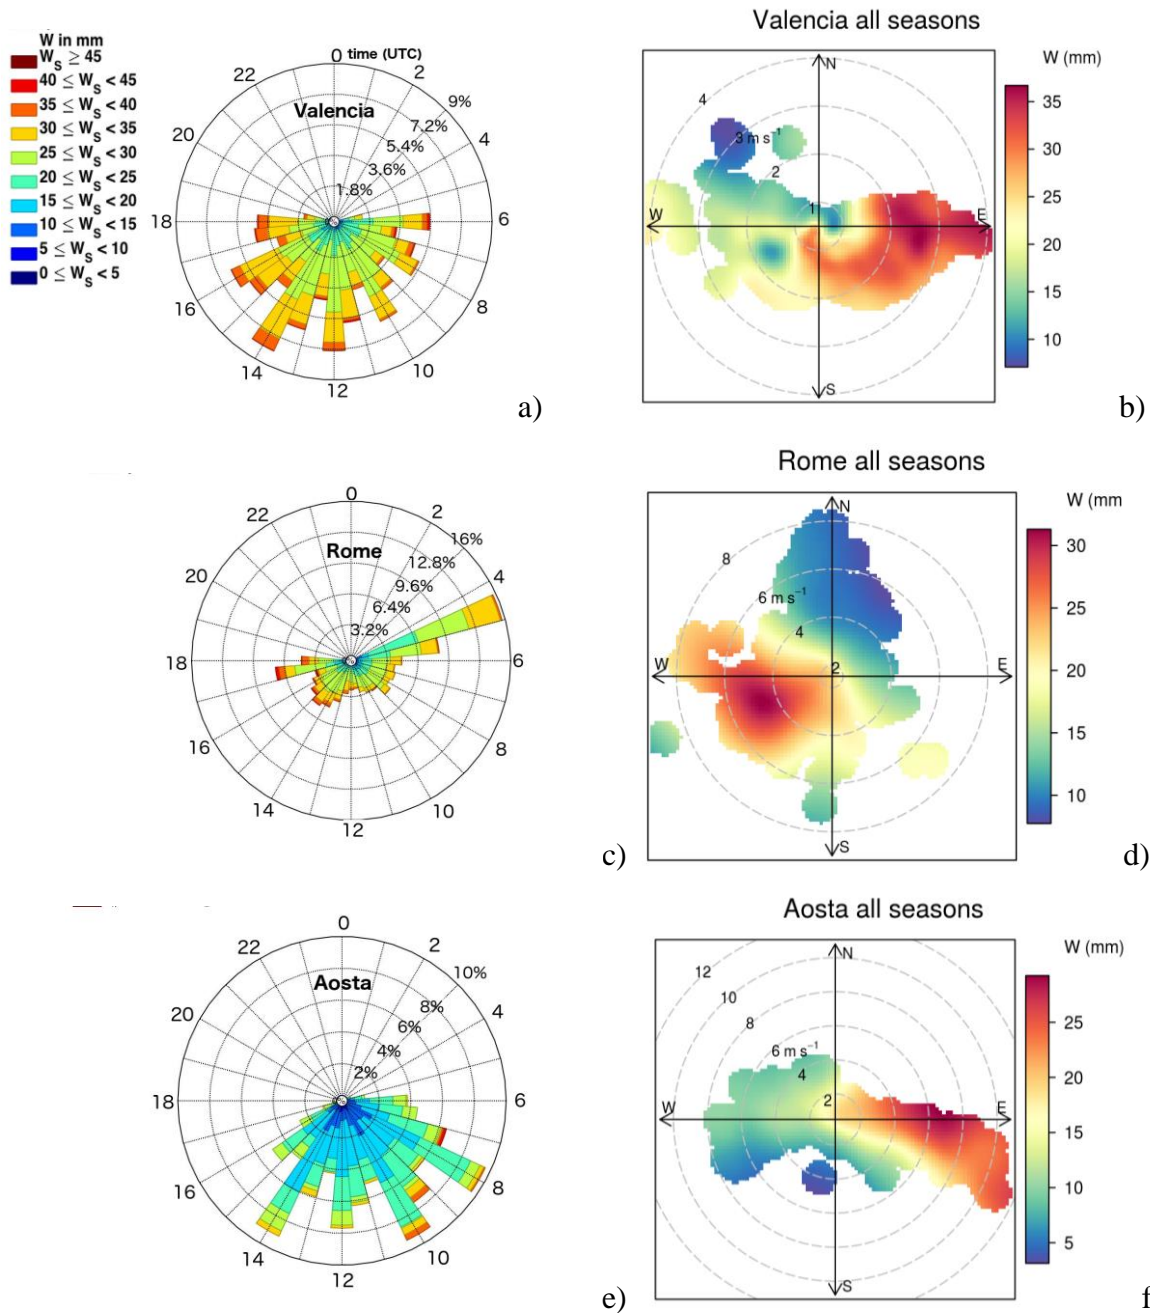 W in mm
W_S ≥ 45
40 ≤ W_S < 45
35 ≤ W_S < 40
30 ≤ W_S < 35
25 ≤ W_S < 30
20 ≤ W_S < 25
15 ≤ W_S < 20
10 ≤ W_S < 15
5 ≤ W_S < 10
0 ≤ W_S < 5
0 time (UTC)
2
4
6
8
10
12
14
16
18
20
22
Valencia
9%
7.2%
5.4%
3.6%
1.8%
a)
Valencia all seasons
W (mm)
35
30
25
20
15
10
N
E
S
W
4
3 m s⁻¹
2
1
b)
0
2
4
6
8
10
12
14
16
18
20
22
Rome
16%
12.8%
9.6%
6.4%
3.2%
c)
Rome all seasons
W (mm
30
25
20
15
10
N
E
S
W
8
6 m s⁻¹
4
2
d)
0
2
4
6
8
10
12
14
16
18
20
22
Aosta
10%
8%
6%
4%
2%
e)
Aosta all seasons
W (mm)
25
20
15
10
5
N
E
S
W
12
10
8
6 m s⁻¹
4
2
f